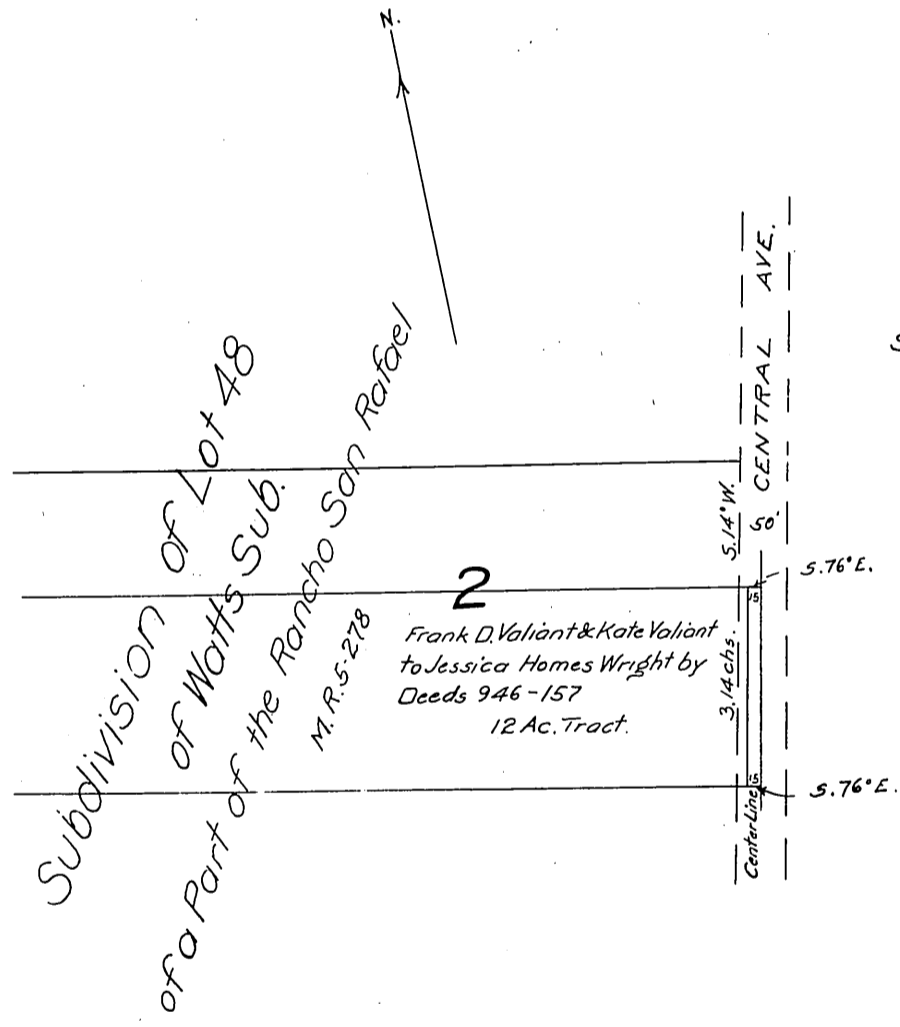 N.
CENTRAL AVE.
Subdivision of Lot 48
of Watts Sub.
of a Part of the Rancho San Rafael
M.R. 5-278
S.14°W.
50'
S.76°E.
15
2
Frank D. Valiant & Kate Valiant
to Jessica Homes Wright by
Deeds 946-157
12 Ac. Tract.
3.14 chs.
15
S.76°E.
Center Line